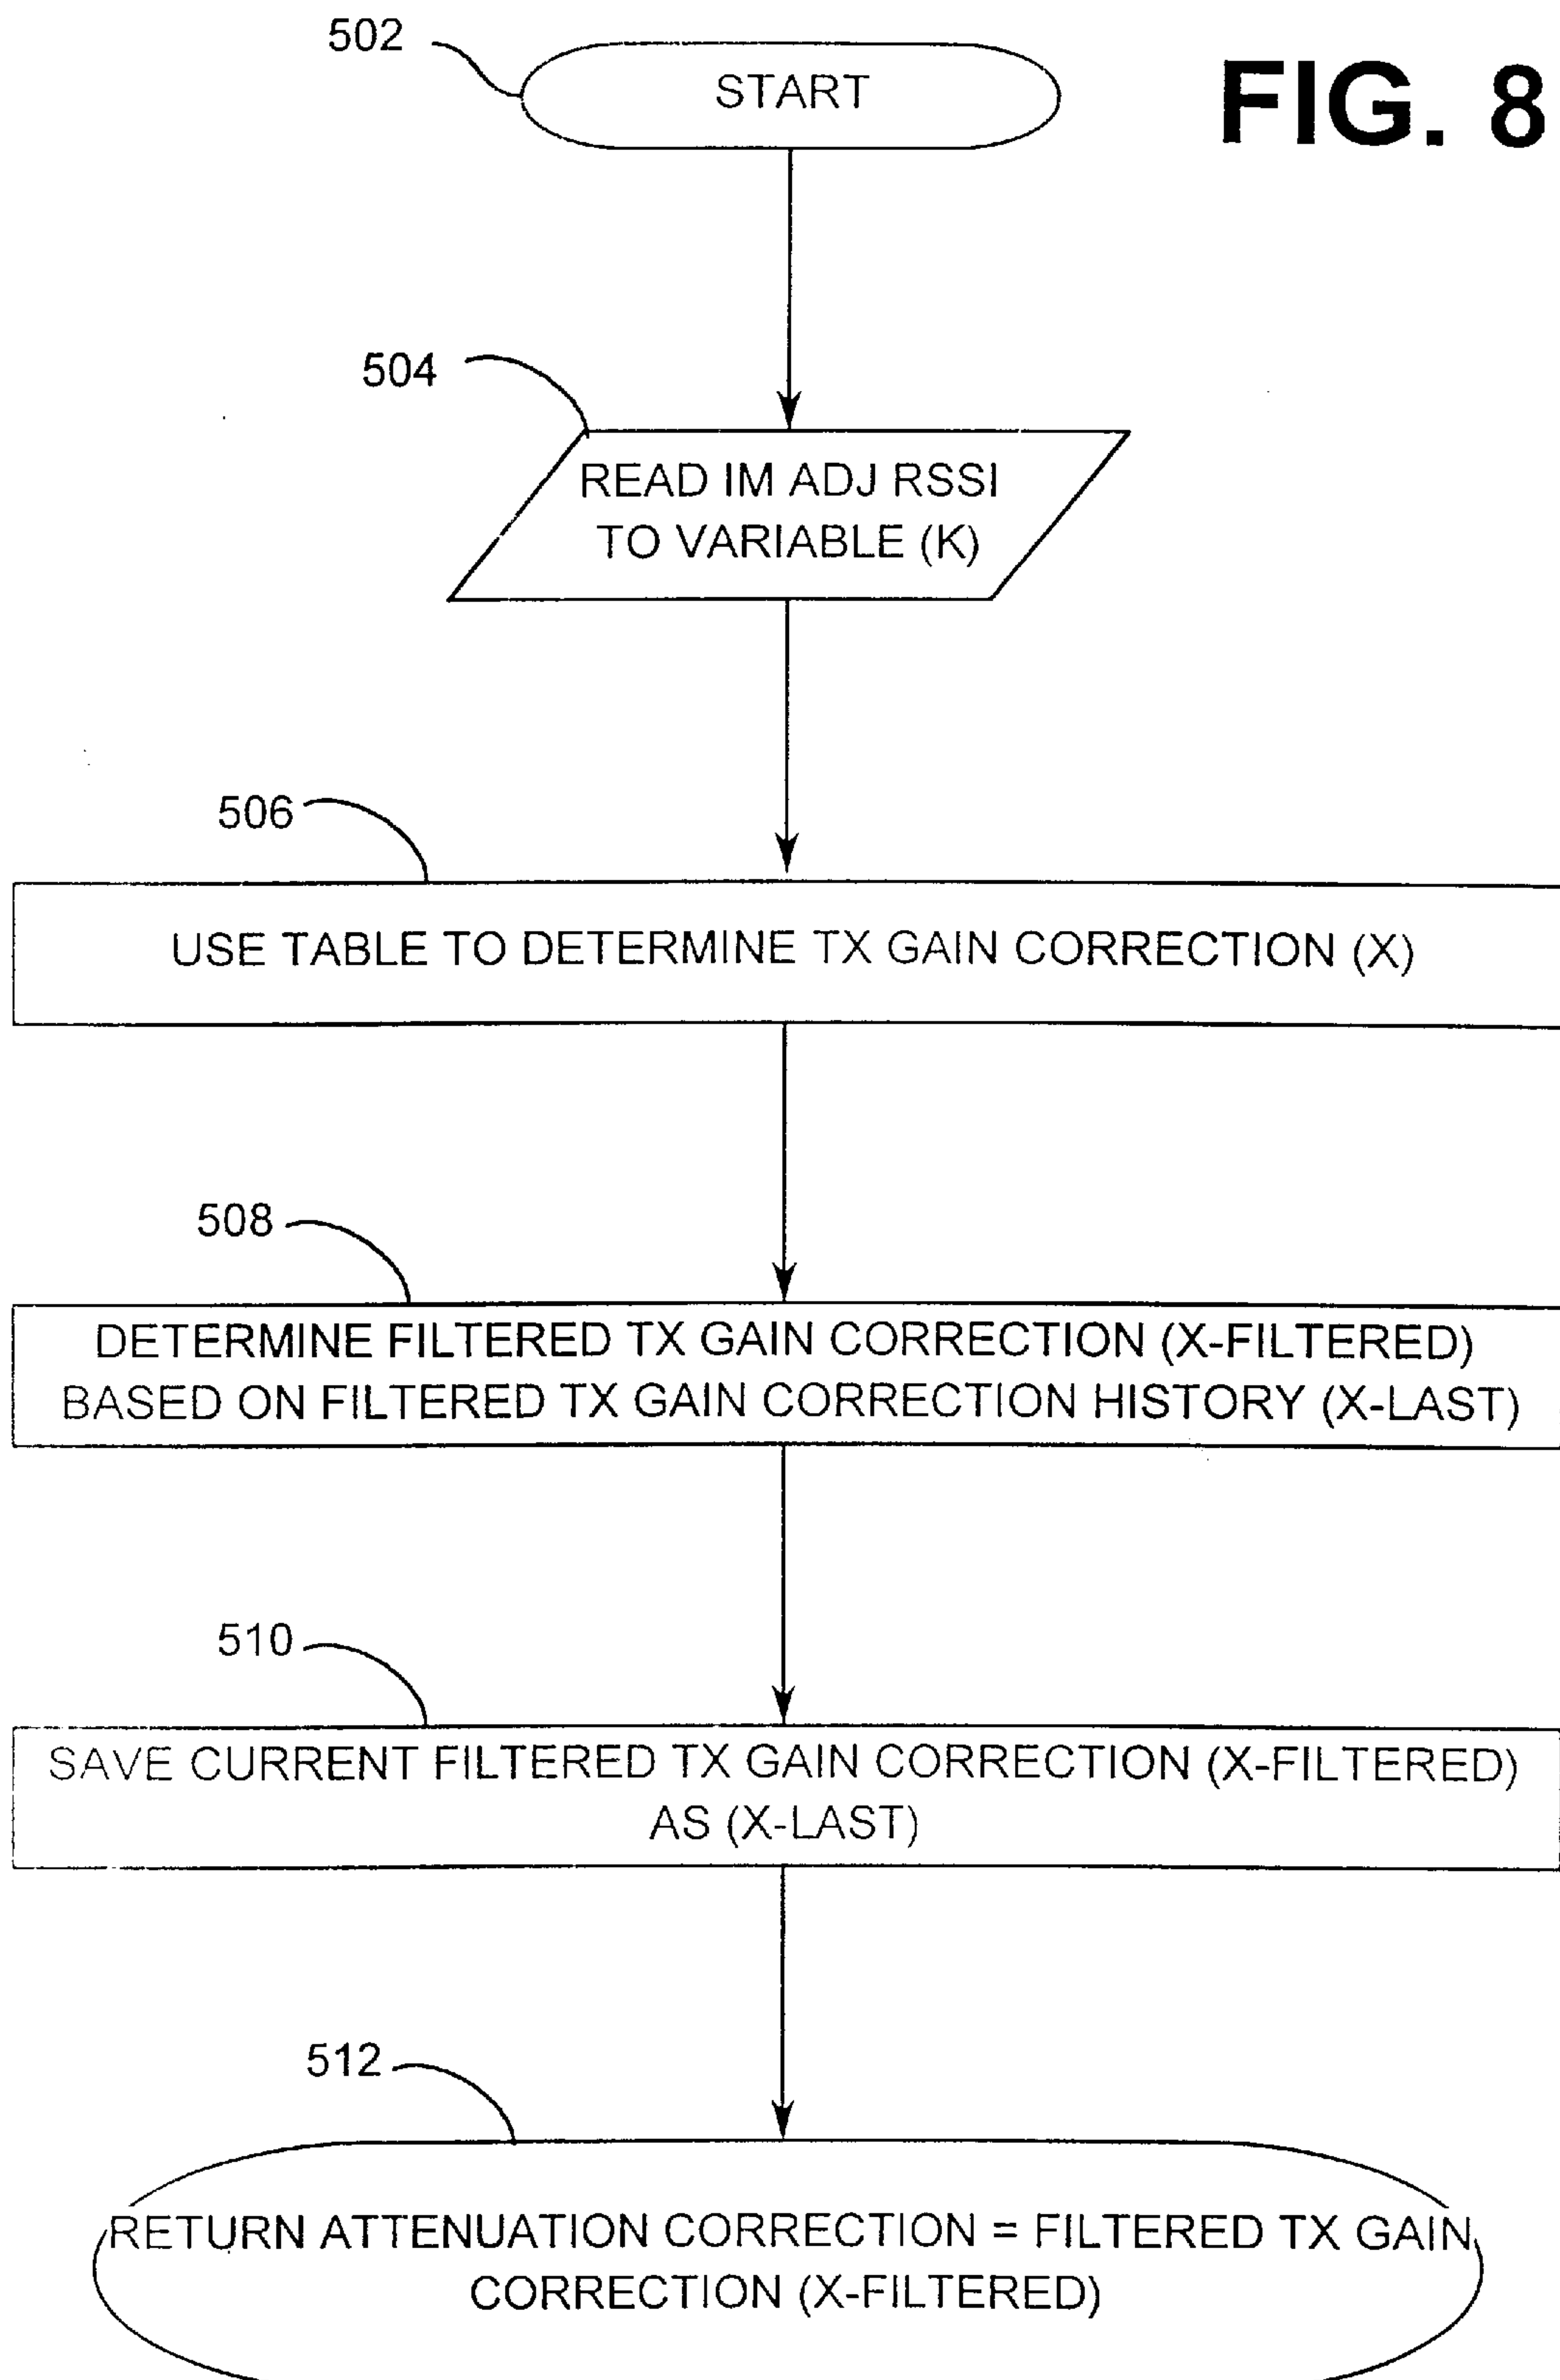 502
START
FIG. 8
504
READ IM ADJ RSSI
TO VARIABLE (K)
506
USE TABLE TO DETERMINE TX GAIN CORRECTION (X)
508
DETERMINE FILTERED TX GAIN CORRECTION (X-FILTERED)
BASED ON FILTERED TX GAIN CORRECTION HISTORY (X-LAST)
510
SAVE CURRENT FILTERED TX GAIN CORRECTION (X-FILTERED)
AS (X-LAST)
512
RETURN ATTENUATION CORRECTION = FILTERED TX GAIN
CORRECTION (X-FILTERED)